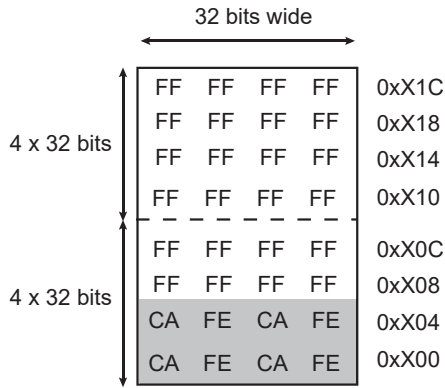 32 bits wide
FF FF FF FF 0xX1C
FF FF FF FF 0xX18
4 x 32 bits
FF FF FF FF 0xX14
FF FF FF FF 0xX10
FF FF FF FF 0xX0C
FF FF FF FF 0xX08
4 x 32 bits
CA FE CA FE 0xX04
CA FE CA FE 0xX00